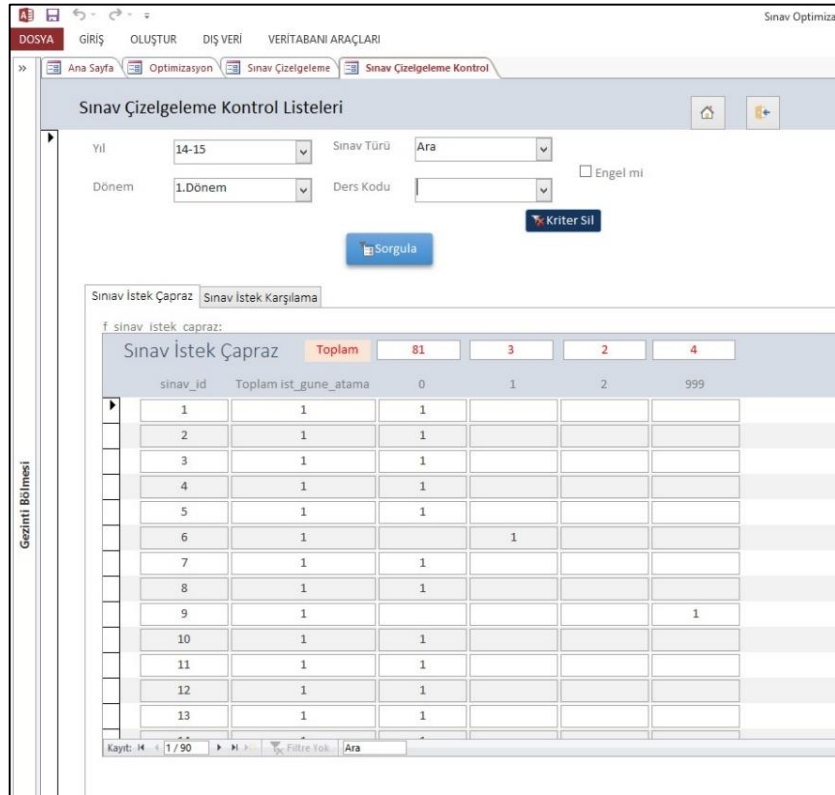 Sınav Optimiza
DOSYA GİRİŞ OLUŞTUR DIŞ VERİ VERİTABANI ARAÇLARI
Ana Sayfa Optimizasyon Sınav Çizelgeleme Sınav Çizelgeleme Kontrol
Sınav Çizelgeleme Kontrol Listeleri
Yıl 14-15 Sınav Türü Ara
Engel mi
Dönem 1.Dönem Ders Kodu
Kriter Sil
Sorgula
Sınıav İstek Çapraz Sınav İstek Karşılama
f_sinav_istek_capraz:
Sınav İstek Çapraz Toplam 81 3 2 4
sinav_id Toplam ist_gune_atama 0 1 2 999
1 1 1
2 1 1
3 1 1
4 1 1
5 1 1
6 1 1
7 1 1
8 1 1
9 1 1
10 1 1
11 1 1
12 1 1
13 1 1
Kayıt: 1 / 90 Filtre Yok Ara
Gezinti Bölmesi